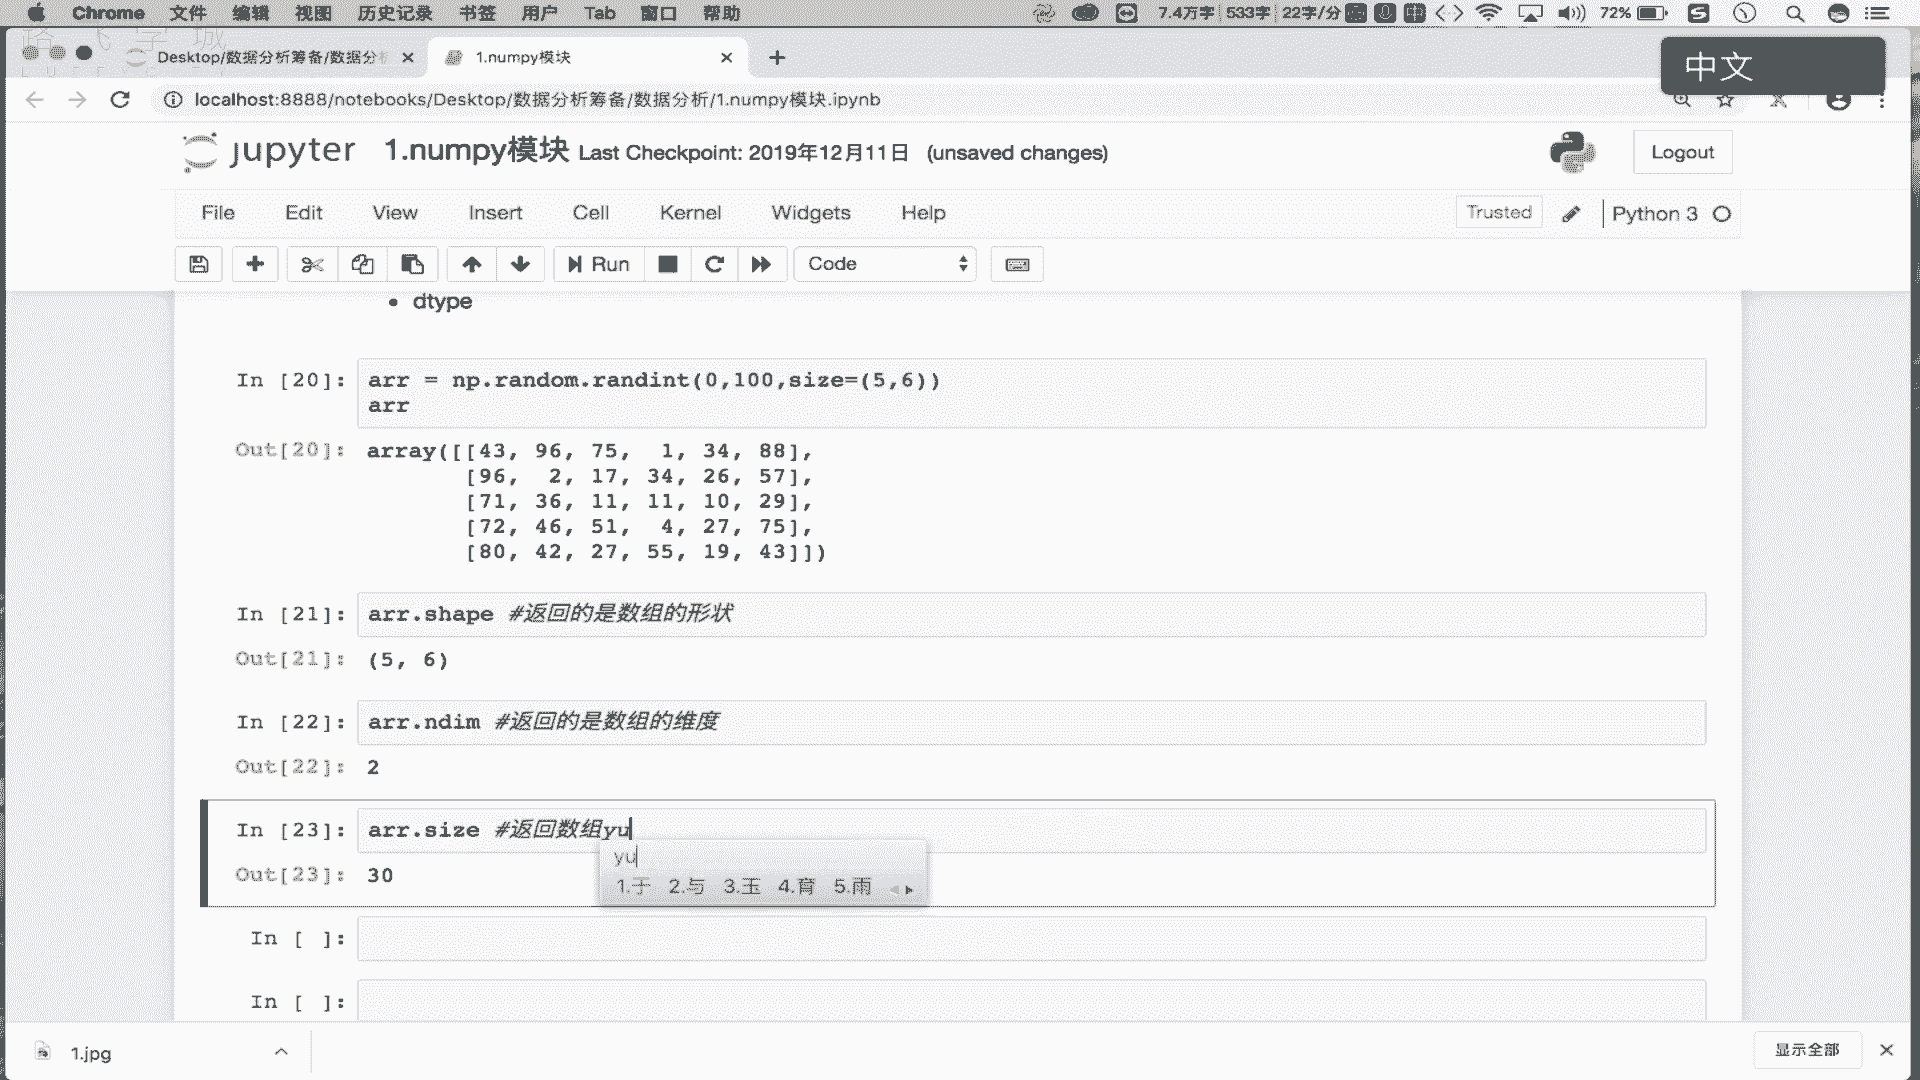 Chrome 文件 编辑 视图 历史记录 书签 用户 Tab 窗口 帮助 7.4万字 533字 22字/分 中 72% S
Desktop/数据分析筹备/数据分析 1.numpy模块
中文
localhost:8888/notebooks/Desktop/数据分析筹备/数据分析/1.numpy模块.ipynb
jupyter 1.numpy模块 Last Checkpoint: 2019年12月11日 (unsaved changes) Logout
File Edit View Insert Cell Kernel Widgets Help Trusted Python 3
Run Code
dtype
In [20]: arr = np.random.randint(0,100,size=(5,6))
arr
Out[20]: array([[43, 96, 75, 1, 34, 88],
[96, 2, 17, 34, 26, 57],
[71, 36, 11, 11, 10, 29],
[72, 46, 51, 4, 27, 75],
[80, 42, 27, 55, 19, 43]])
In [21]: arr.shape #返回的是数组的形状
Out[21]: (5, 6)
In [22]: arr.ndim #返回的是数组的维度
Out[22]: 2
In [23]: arr.size #返回数组yu
yu
Out[23]: 30
1.于 2.与 3.玉 4.育 5.雨
In [ ]:
In [ ]:
1.jpg 显示全部